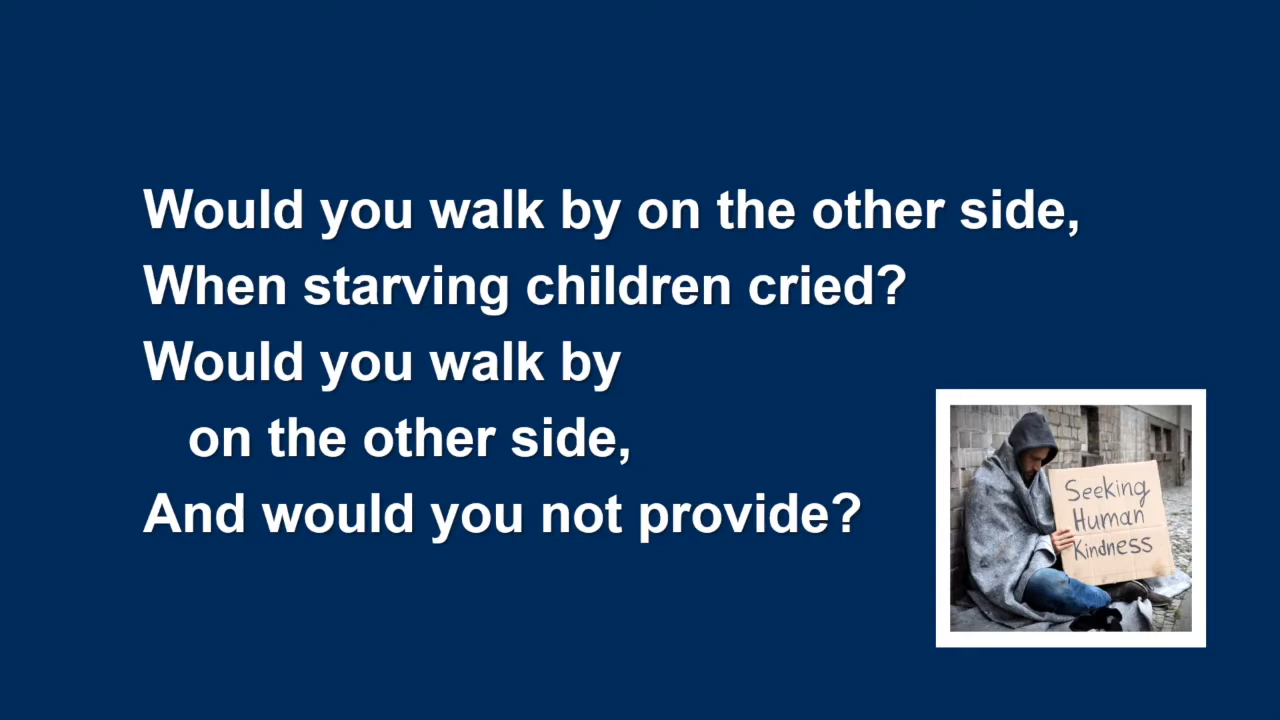 Would you walk by on the other side,
When starving children cried?
Would you walk by
on the other side,
And would you not provide?
Seeking
Human
Kindness